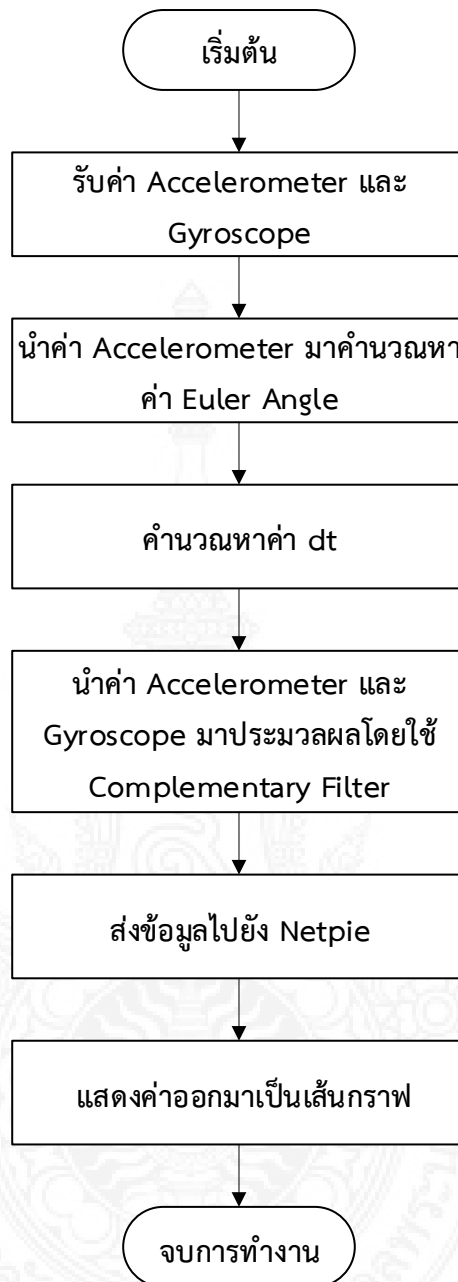 เริ่มต้น
รับค่า Accelerometer และ
Gyroscope
นำค่า Accelerometer มาคำนวณหา
ค่า Euler Angle
คำนวณหาค่า dt
นำค่า Accelerometer และ
Gyroscope มาประมวลผลโดยใช้
Complementary Filter
ส่งข้อมูลไปยัง Netpie
แสดงค่าออกมาเป็นเส้นกราฟ
จบการทำงาน